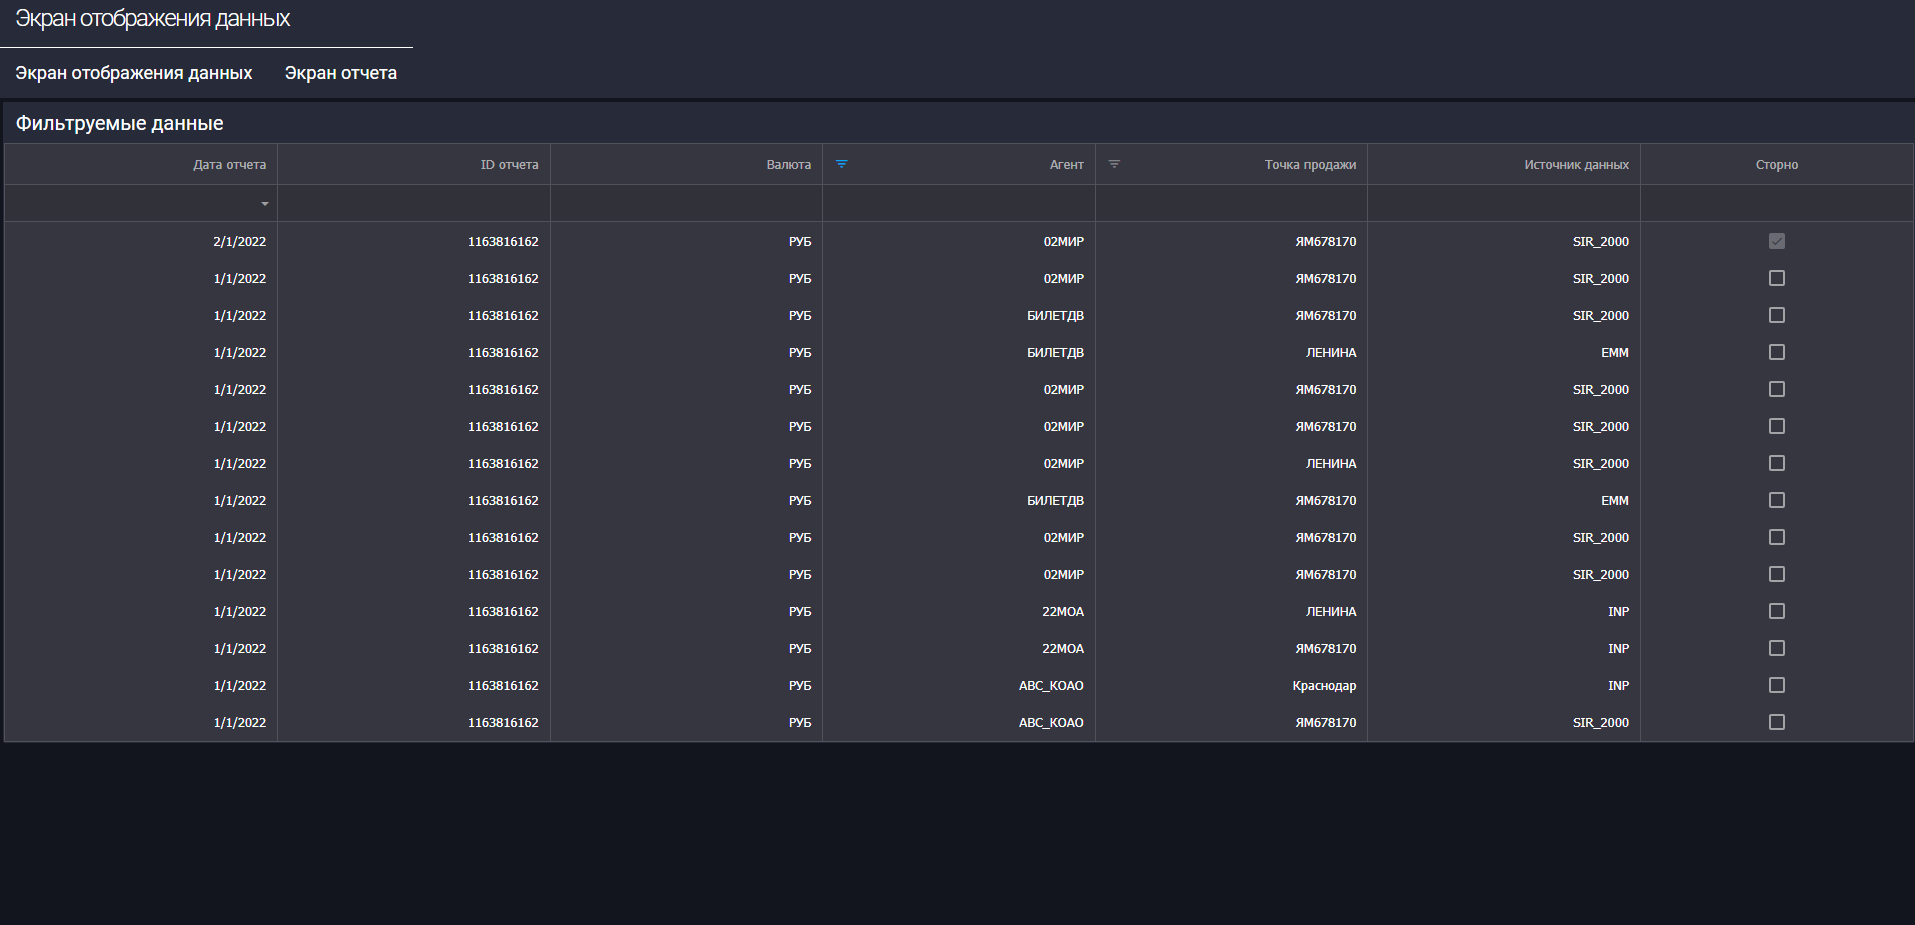 Экран отображения данных
Экран отображения данных Экран отчета
Фильтруемые данные
Дата отчета ID отчета Валюта Агент Точка продажи Источник данных Сторно
2/1/2022 1163816162 РУБ 02МИР ЯМ678170 SIR_2000
1/1/2022 1163816162 РУБ 02МИР ЯМ678170 SIR_2000
1/1/2022 1163816162 РУБ БИЛЕТДВ ЯМ678170 SIR_2000
1/1/2022 1163816162 РУБ БИЛЕТДВ ЛЕНИНА EMM
1/1/2022 1163816162 РУБ 02МИР ЯМ678170 SIR_2000
1/1/2022 1163816162 РУБ 02МИР ЯМ678170 SIR_2000
1/1/2022 1163816162 РУБ 02МИР ЛЕНИНА SIR_2000
1/1/2022 1163816162 РУБ БИЛЕТДВ ЯМ678170 EMM
1/1/2022 1163816162 РУБ 02МИР ЯМ678170 SIR_2000
1/1/2022 1163816162 РУБ 02МИР ЯМ678170 SIR_2000
1/1/2022 1163816162 РУБ 22МОА ЛЕНИНА INP
1/1/2022 1163816162 РУБ 22МОА ЯМ678170 INP
1/1/2022 1163816162 РУБ АВС_КОАО Краснодар INP
1/1/2022 1163816162 РУБ АВС_КОАО ЯМ678170 SIR_2000